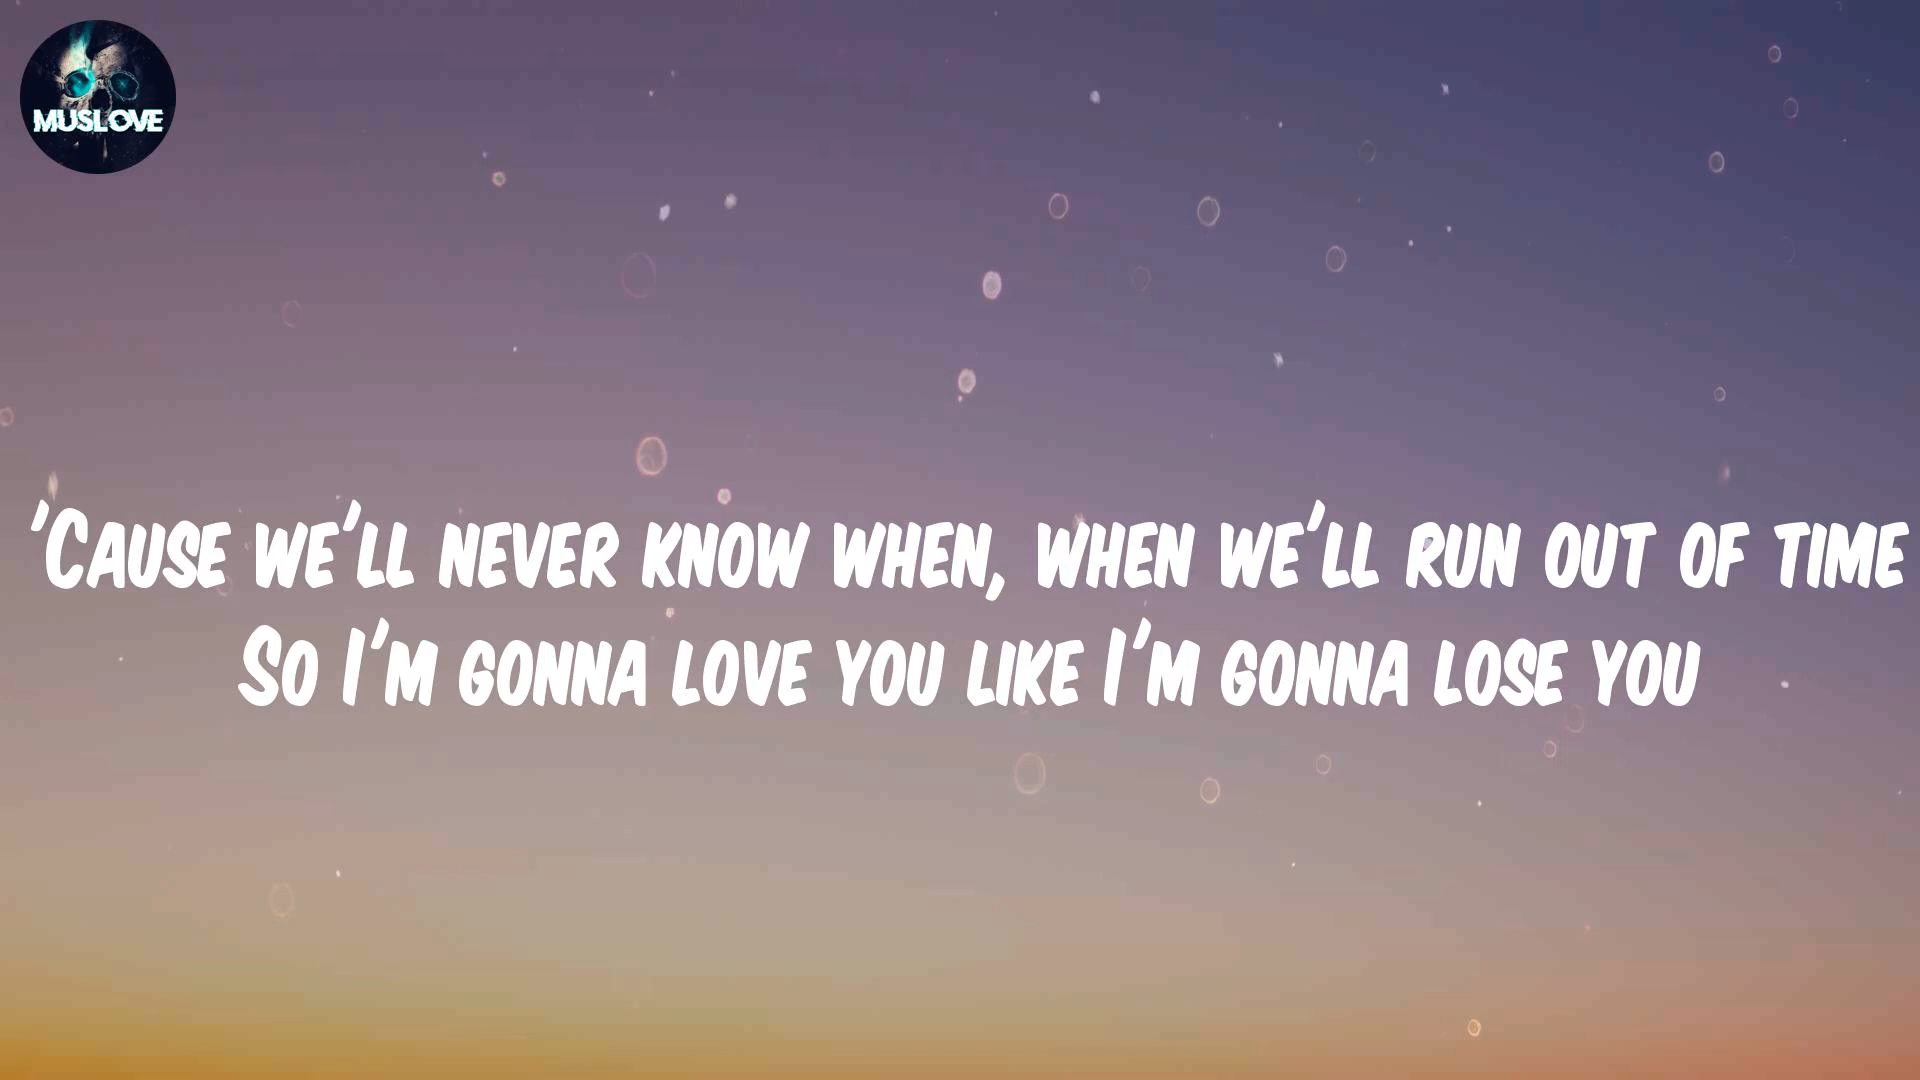 MUSLOVE
'Cause we'll never know when, when we'll run out of time
So I'm gonna love you like I'm gonna lose you